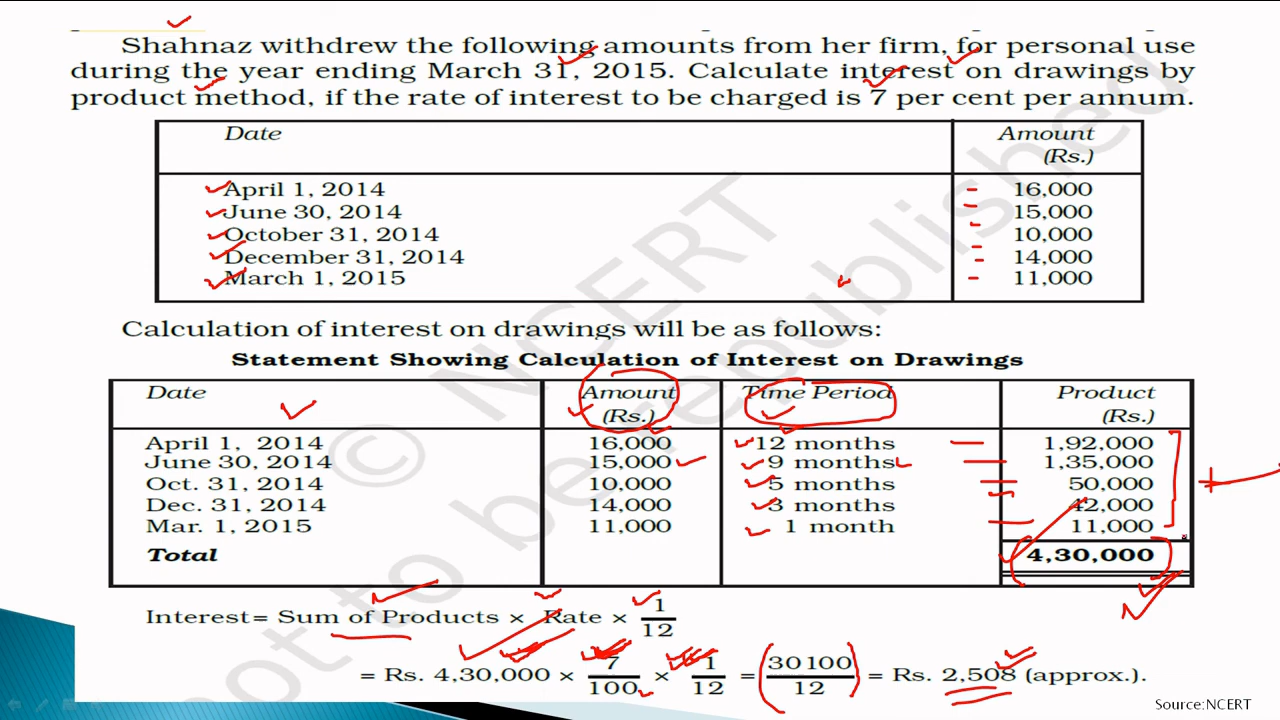 Shahnaz withdrew the following amounts from her firm, for personal use
during the year ending March 31, 2015. Calculate interest on drawings by
product method, if the rate of interest to be charged is 7 per cent per annum.
Date Amount
(Rs.)
April 1, 2014 16,000
June 30, 2014 15,000
October 31, 2014 10,000
December 31, 2014 14,000
March 1, 2015 11,000
Calculation of interest on drawings will be as follows:
Statement Showing Calculation of Interest on Drawings
Date Amount Time Period Product
(Rs.) (Rs.)
April 1, 2014 16,000 12 months 1,92,000
June 30, 2014 15,000 9 months 1,35,000
Oct. 31, 2014 10,000 5 months 50,000
Dec. 31, 2014 14,000 3 months 42,000
Mar. 1, 2015 11,000 1 month 11,000
Total 4,30,000
Interest= Sum of Products × Rate × 1/12
= Rs. 4,30,000 × 7/100 × 1/12 = (30100/12) = Rs. 2,508 (approx.).
Source:NCERT
© NCERT
not to be republished